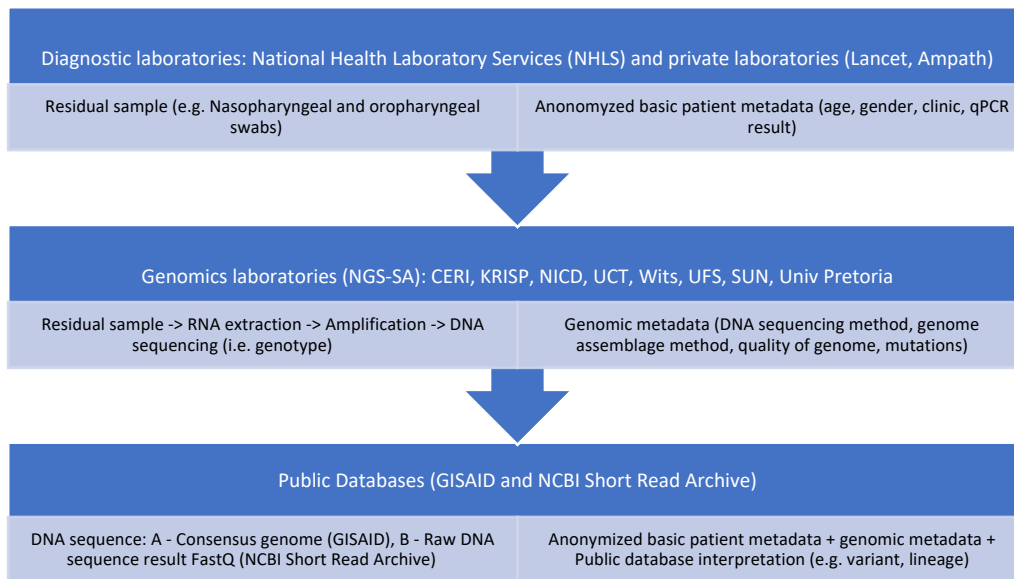 Diagnostic laboratories: National Health Laboratory Services (NHLS) and private laboratories (Lancet, Ampath)
Residual sample (e.g. Nasopharyngeal and oropharyngeal
swabs)
Anonomyzed basic patient metadata (age, gender, clinic, qPCR
result)
Genomics laboratories (NGS-SA): CERI, KRISP, NICD, UCT, Wits, UFS, SUN, Univ Pretoria
Residual sample -> RNA extraction -> Amplification -> DNA
sequencing (i.e. genotype)
Genomic metadata (DNA sequencing method, genome
assemblage method, quality of genome, mutations)
Public Databases (GISAID and NCBI Short Read Archive)
DNA sequence: A - Consensus genome (GISAID), B - Raw DNA
sequence result FastQ (NCBI Short Read Archive)
Anonymized basic patient metadata + genomic metadata +
Public database interpretation (e.g. variant, lineage)